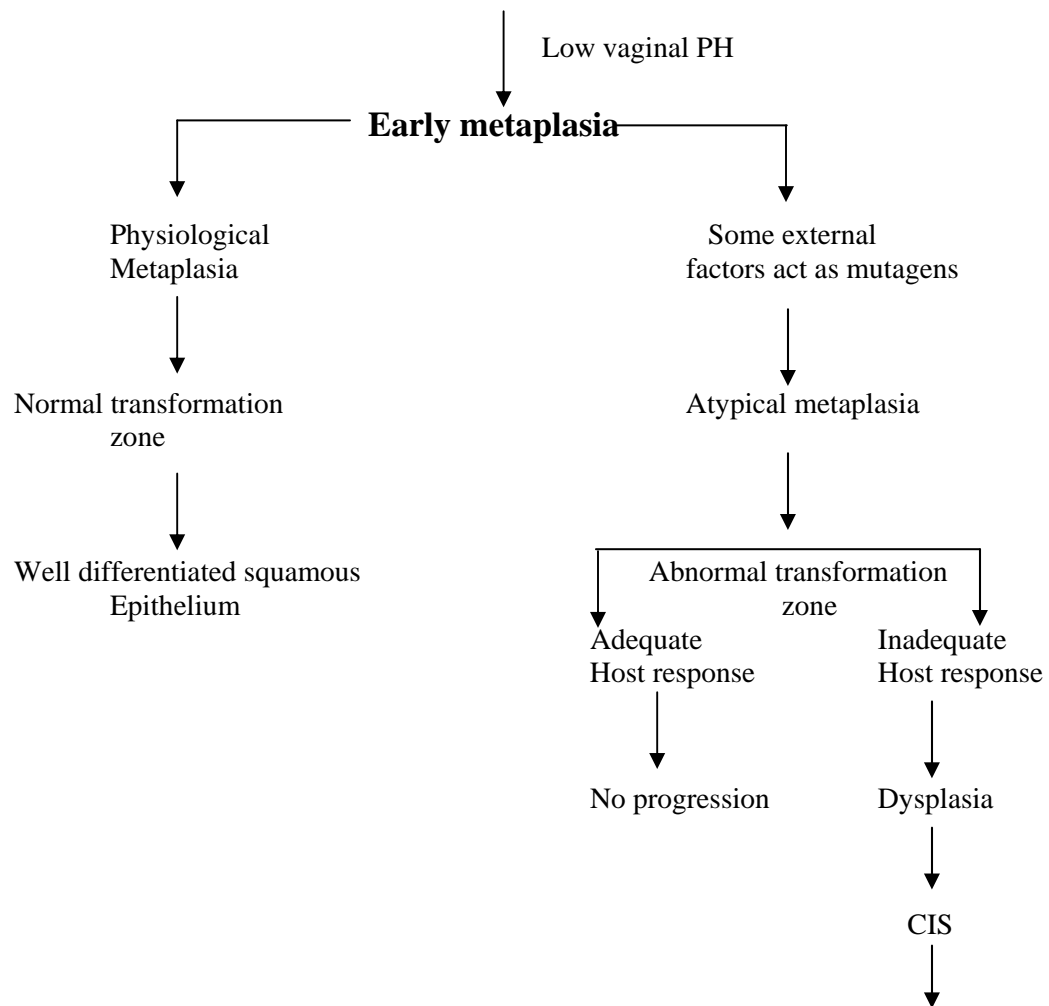 Low vaginal PH
Early metaplasia
Physiological
Metaplasia
Some external
factors act as mutagens
Normal transformation
zone
Atypical metaplasia
Well differentiated squamous
Epithelium
Abnormal transformation
zone
Adequate
Host response
Inadequate
Host response
No progression
Dysplasia
CIS